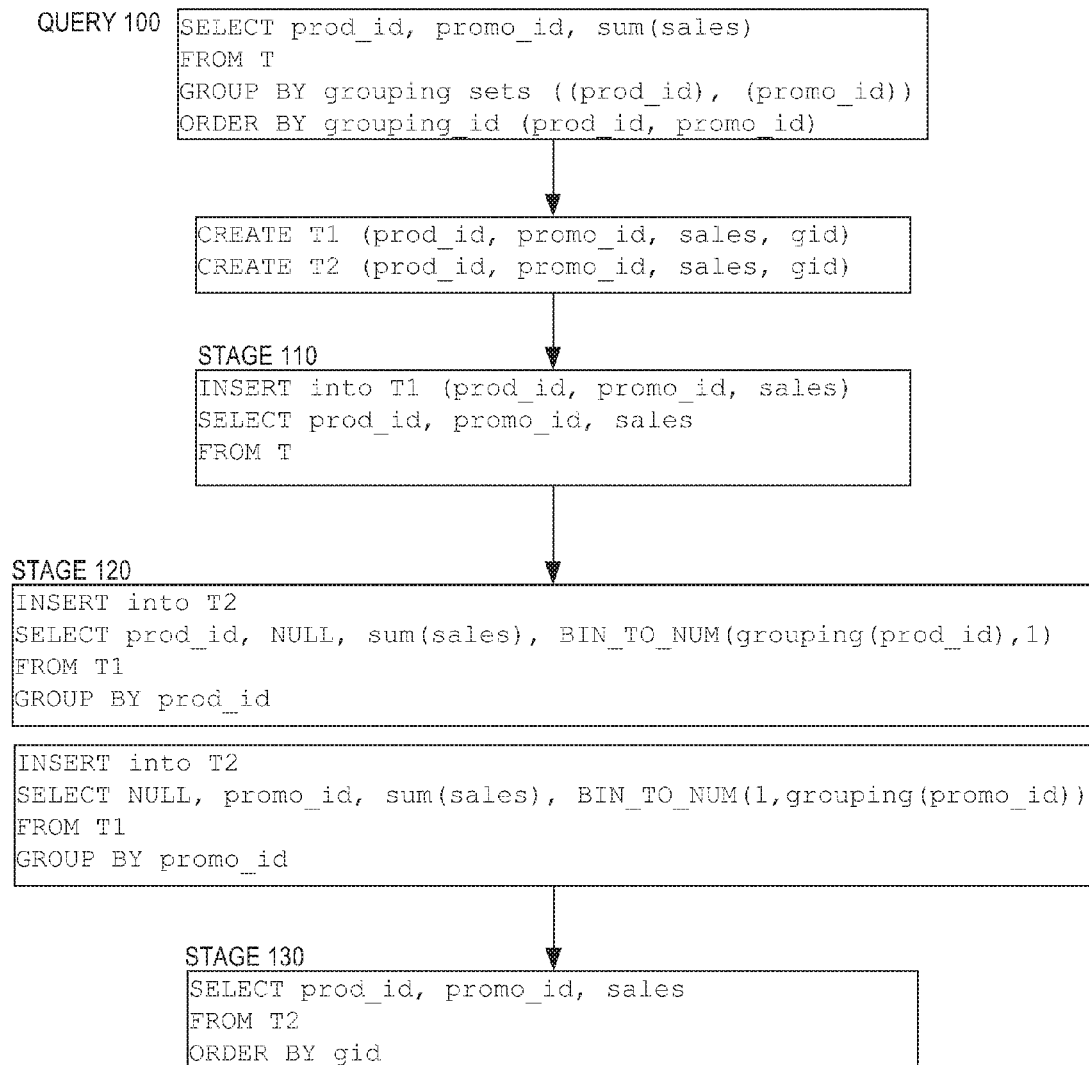 QUERY 100
SELECT prod_id, promo_id, sum(sales)
FROM T
GROUP BY grouping sets ((prod_id), (promo_id))
ORDER BY grouping_id (prod_id, promo_id)
CREATE T1 (prod_id, promo_id, sales, gid)
CREATE T2 (prod_id, promo_id, sales, gid)
STAGE 110
INSERT into T1 (prod_id, promo_id, sales)
SELECT prod_id, promo_id, sales
FROM T
STAGE 120
INSERT into T2
SELECT prod_id, NULL, sum(sales), BIN_TO_NUM(grouping(prod_id),1)
FROM T1
GROUP BY prod_id
INSERT into T2
SELECT NULL, promo_id, sum(sales), BIN_TO_NUM(1,grouping(promo_id))
FROM T1
GROUP BY promo_id
STAGE 130
SELECT prod_id, promo_id, sales
FROM T2
ORDER BY gid